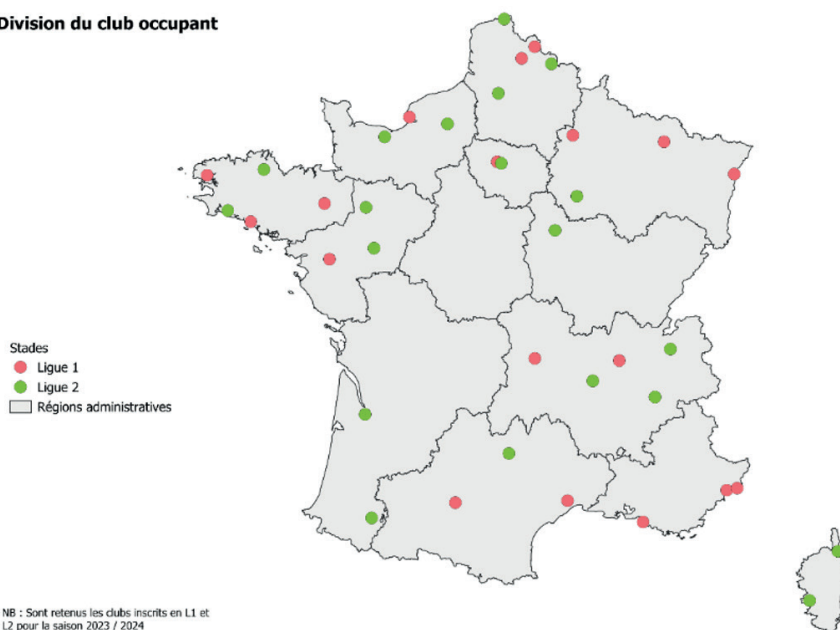 Division du club occupant
Stades
Ligue 1
Ligue 2
Régions administratives
NB : Sont retenus les clubs inscrits en L1 et
L2 pour la saison 2023 / 2024